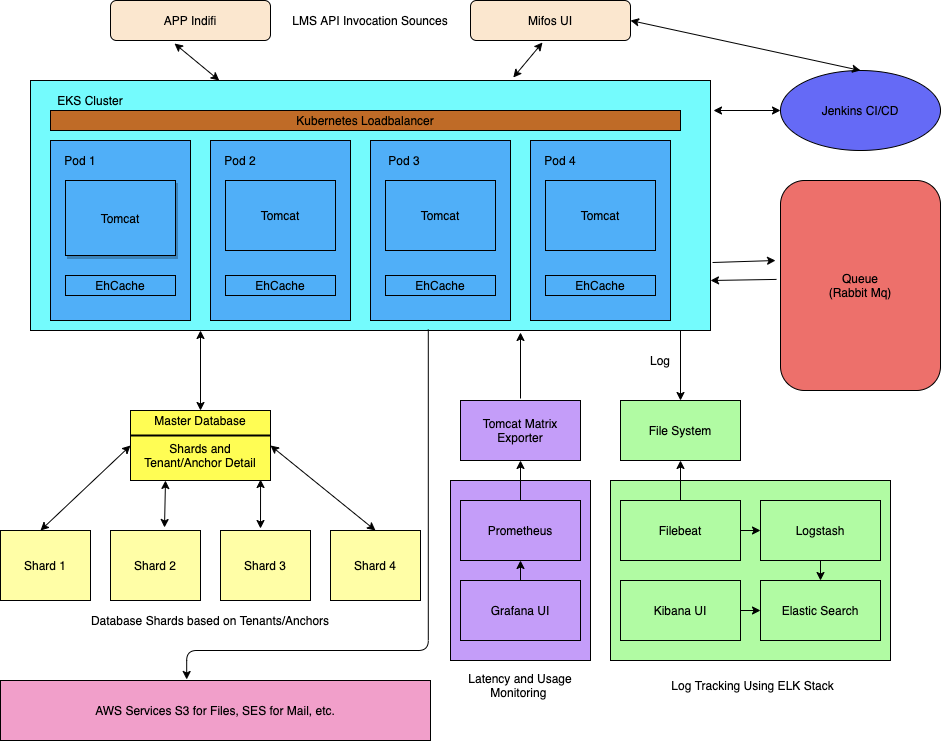 APP Indifi
LMS API Invocation Sounces
Mifos UI
EKS Cluster
Jenkins CI/CD
Kubernetes Loadbalancer
Pod 1
Pod 2
Pod 3
Pod 4
Tomcat
Tomcat
Tomcat
Tomcat
EhCache
EhCache
EhCache
EhCache
Queue
(Rabbit Mq)
Log
Master Database
Shards and
Tenant/Anchor Detail
Tomcat Matrix
Exporter
File System
Shard 1
Shard 2
Shard 3
Shard 4
Database Shards based on Tenants/Anchors
Prometheus
Grafana UI
Filebeat
Logstash
Kibana UI
Elastic Search
Latency and Usage
Monitoring
Log Tracking Using ELK Stack
AWS Services S3 for Files, SES for Mail, etc.